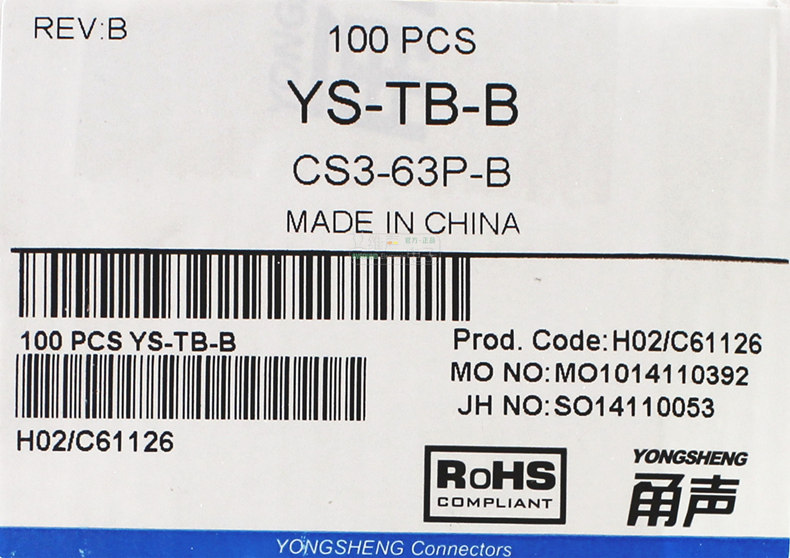 REV:B
100 PCS
YS-TB-B
CS3-63P-B
MADE IN CHINA
100 PCS YS-TB-B
H02/C61126
Prod. Code:H02/C61126
MO NO:MO1014110392
JH NO:SO14110053
RoHS
COMPLIANT
YONGSHENG
甬声
YONGSHENG Connectors